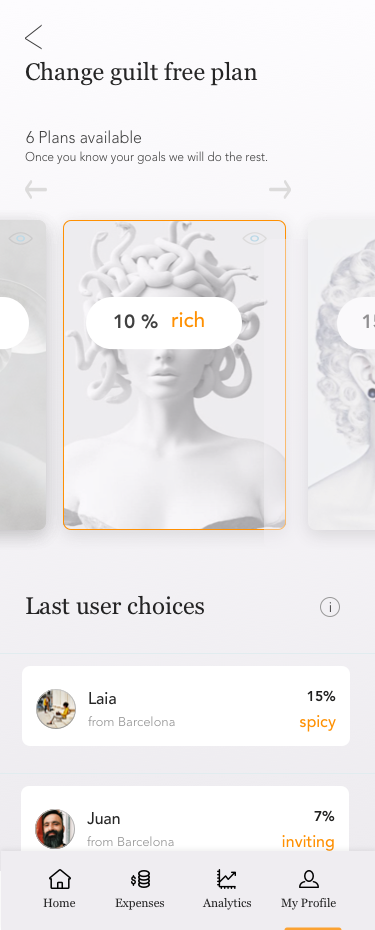 Change guilt free plan
6 Plans available
Once you know your goals we will do the rest.
10 % rich
Last user choices
i
Laia
15%
from Barcelona
spicy
Juan
7%
from Barcelona
inviting
Home
Expenses
Analytics
My Profile